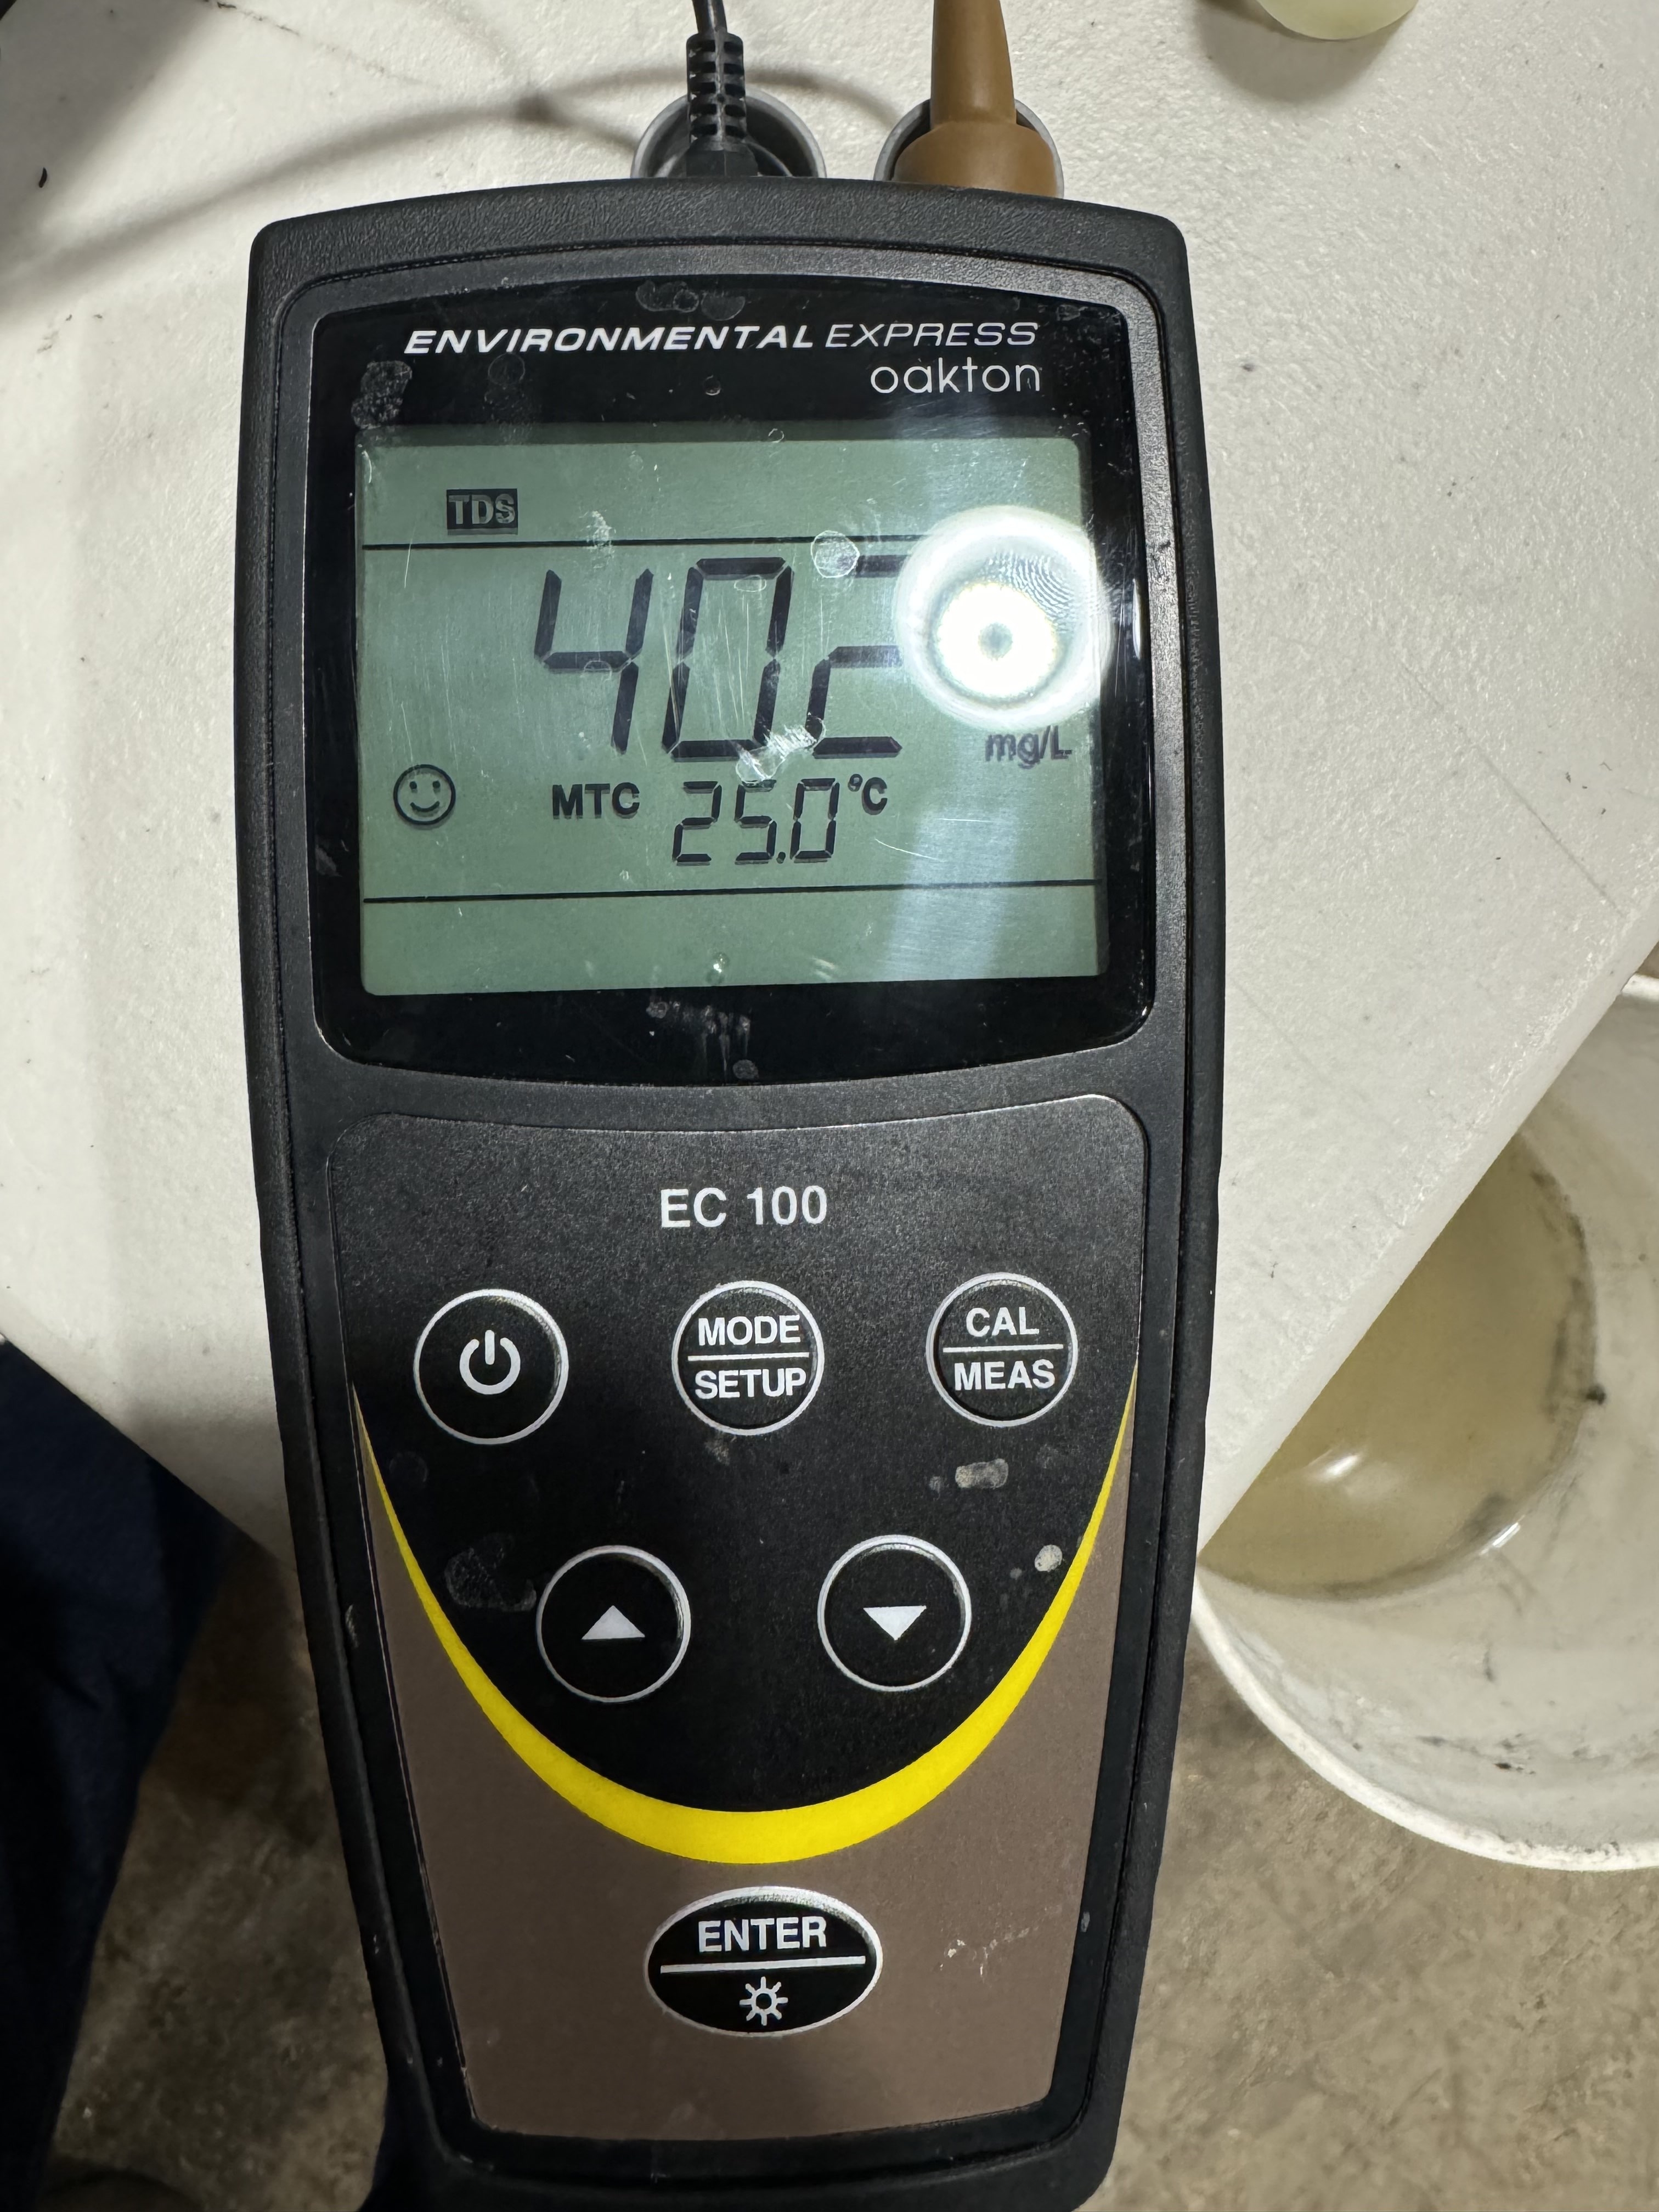 ENVIRONMENTAL EXPRESS
oakton
TDS
402
mg/L
MTC 25.0 °C
EC 100
MODE
SETUP
CAL
MEAS
ENTER